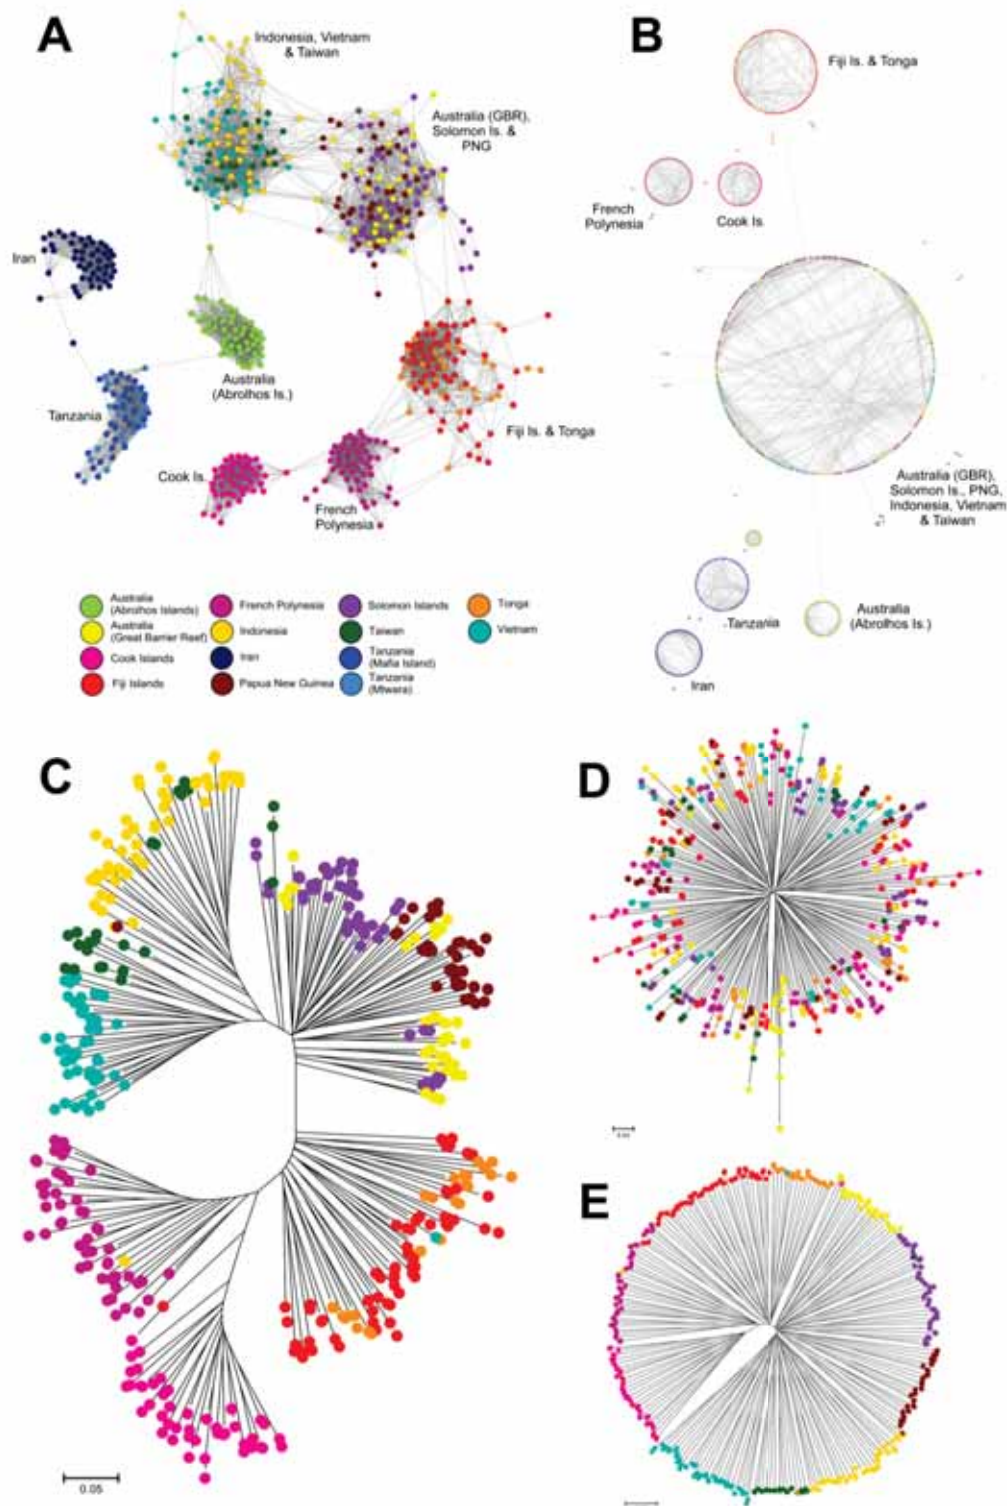 A
Indonesia, Vietnam
& Taiwan
Australia (GBR),
Solomon Is. &
PNG
Iran
Australia
(Abrolhos Is.)
Tanzania
Fiji Is. & Tonga
Cook Is.
French
Polynesia
B
Fiji Is. & Tonga
French
Polynesia
Cook Is.
Australia (GBR),
Solomon Is., PNG,
Indonesia, Vietnam
& Taiwan
Tanzania
Australia
(Abrolhos Is.)
Iran
Australia
(Abrolhos Islands)
Australia
(Great Barrier Reef)
Cook Islands
Fiji Islands
French Polynesia
Indonesia
Iran
Papua New Guinea
Solomon Islands
Taiwan
Tanzania
(Mafia Island)
Tanzania
(Mtwara)
Tonga
Vietnam
C
0.05
D
E